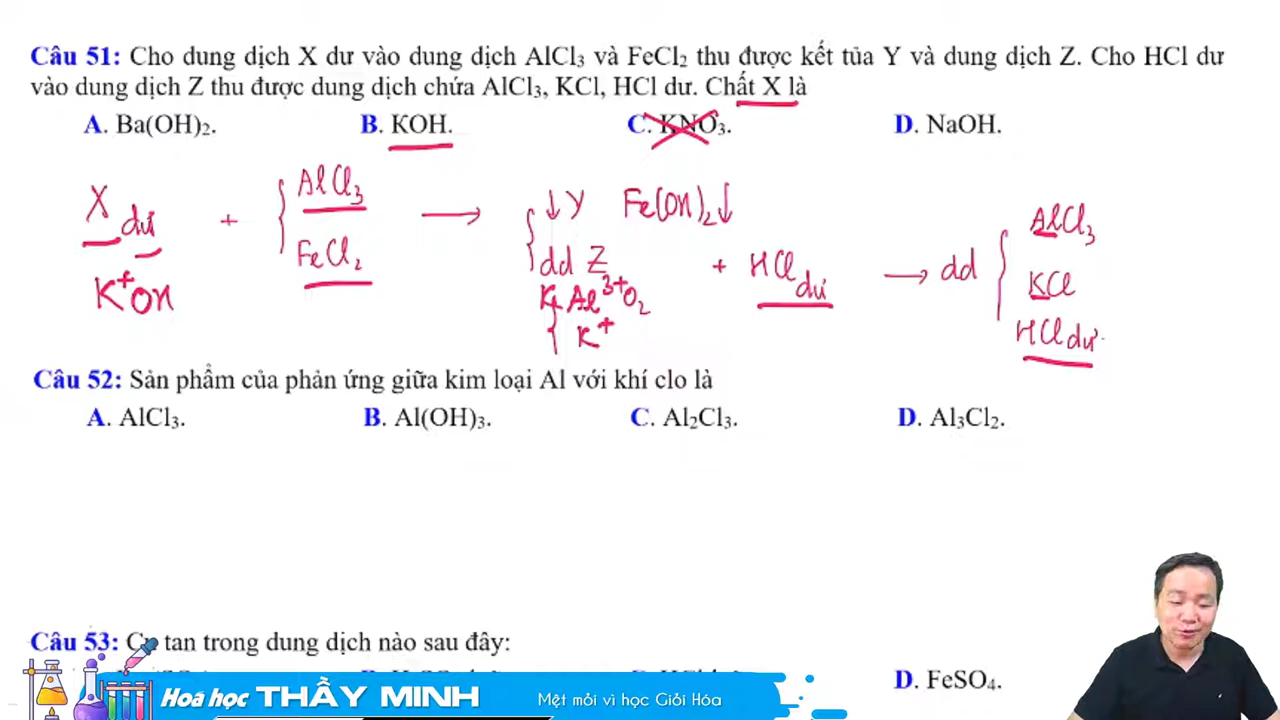 Câu 51: Cho dung dịch X dư vào dung dịch AlCl₃ và FeCl₂ thu được kết tủa Y và dung dịch Z. Cho HCl dư
vào dung dịch Z thu được dung dịch chứa AlCl₃, KCl, HCl dư. Chất X là
A. Ba(OH)₂. B. KOH. C. KNO₃. D. NaOH.
X dư + { AlCl₃ → { ↓ Y Fe(OH)₂↓
FeCl₂ dd Z + HCl dư → dd { AlCl₃
K⁺OH K Al³⁺O₂ KCl
K⁺ HCl dư
Câu 52: Sản phẩm của phản ứng giữa kim loại Al với khí clo là
A. AlCl₃. B. Al(OH)₃. C. Al₂Cl₃. D. Al₃Cl₂.
Câu 53: Cu tan trong dung dịch nào sau đây:
D. FeSO₄.
Hoá học THẦY MINH Mệt mỏi vì học Giỏi Hóa